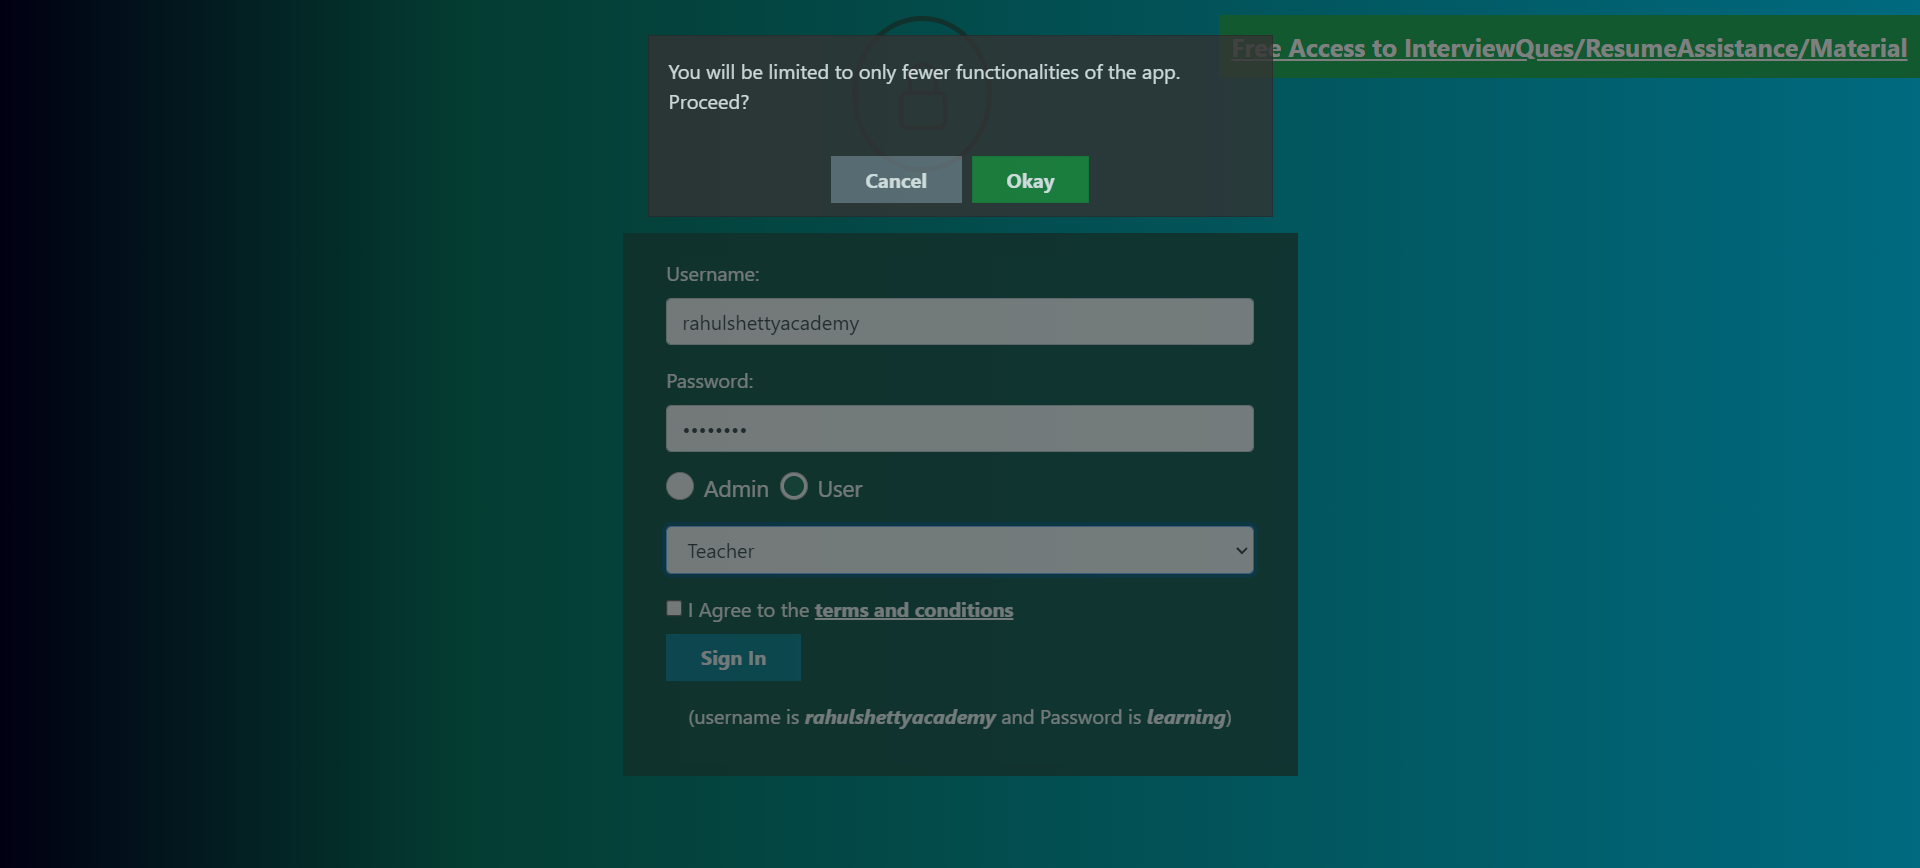 Free Access to InterviewQues/ResumeAssistance/Material
You will be limited to only fewer functionalities of the app.
Proceed?
Cancel Okay
Username:
rahulshettyacademy
Password:
••••••••
Admin User
Teacher
I Agree to the terms and conditions
Sign In
(username is rahulshettyacademy and Password is learning)